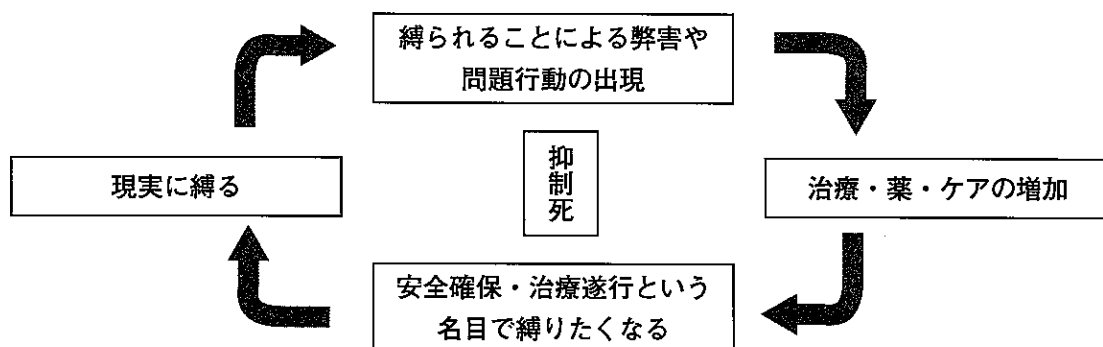 縛られることによる弊害や
問題行動の出現
現実に縛る
抑制死
治療・薬・ケアの増加
安全確保・治療遂行という
名目で縛りたくなる